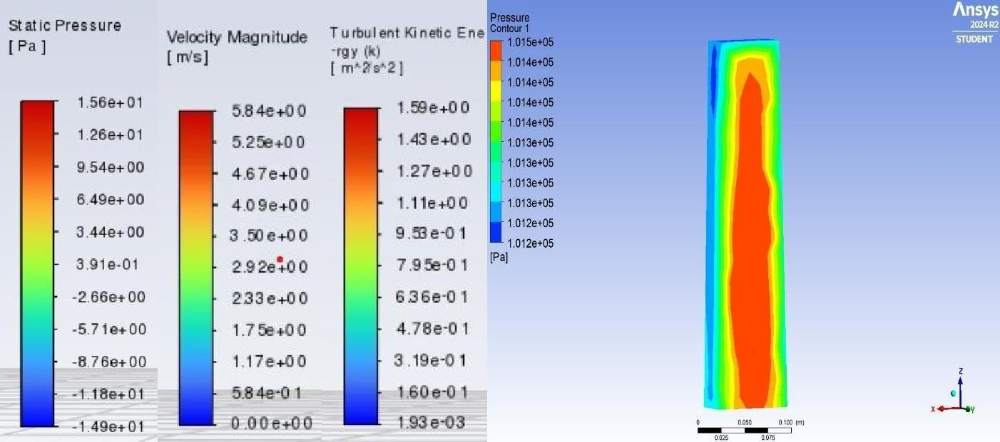 Static Pressure
[ Pa ]
1.56e+01
1.26e+01
9.54e+00
6.49e+00
3.44e+00
3.91e-01
-2.66e+00
-5.71e+00
-8.76e+00
-1.18e+01
-1.49e+01
Velocity Magnitude
[ m/s ]
5.84e+00
5.25e+00
4.67e+00
4.09e+00
3.50e+00
2.92e+00
2.33e+00
1.75e+00
1.17e+00
5.84e-01
0.00e+00
Turbulent Kinetic Ene
-rgy (k)
[ m^2/s^2 ]
1.59e+00
1.43e+00
1.27e+00
1.11e+00
9.53e-01
7.95e-01
6.36e-01
4.78e-01
3.19e-01
1.60e-01
1.93e-03
Pressure
Contour 1
1.015e+05
1.014e+05
1.014e+05
1.014e+05
1.014e+05
1.013e+05
1.013e+05
1.013e+05
1.013e+05
1.012e+05
1.012e+05
[Pa]
Ansys
2024 R2
STUDENT
Z
X
Y
0 0.050 0.100 (m)
0.025 0.075